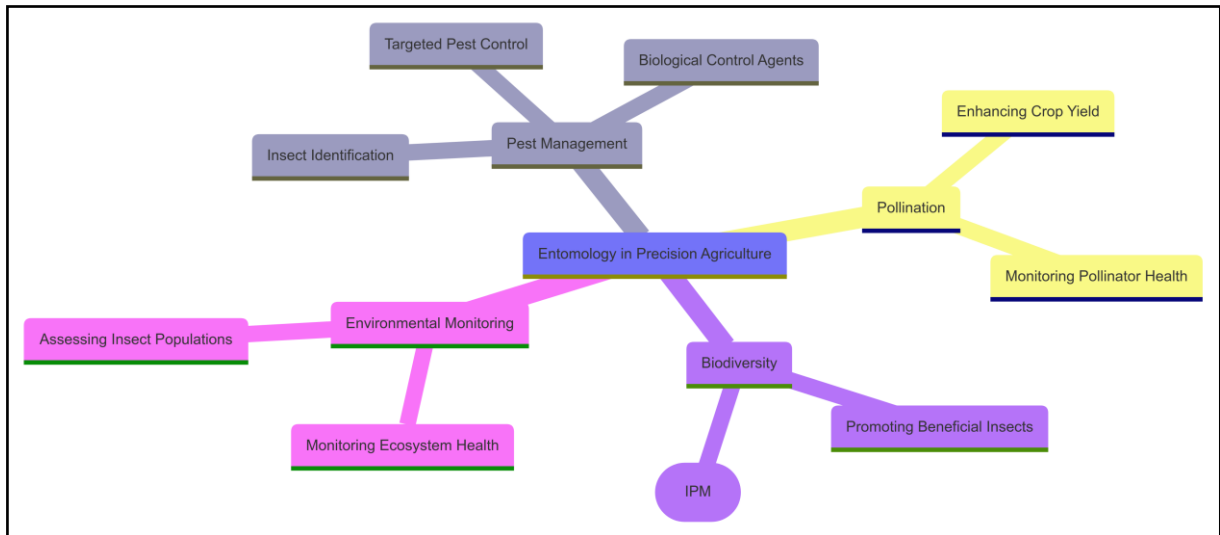 Targeted Pest Control
Biological Control Agents
Enhancing Crop Yield
Insect Identification
Pest Management
Pollination
Entomology in Precision Agriculture
Monitoring Pollinator Health
Assessing Insect Populations
Environmental Monitoring
Biodiversity
Monitoring Ecosystem Health
Promoting Beneficial Insects
IPM